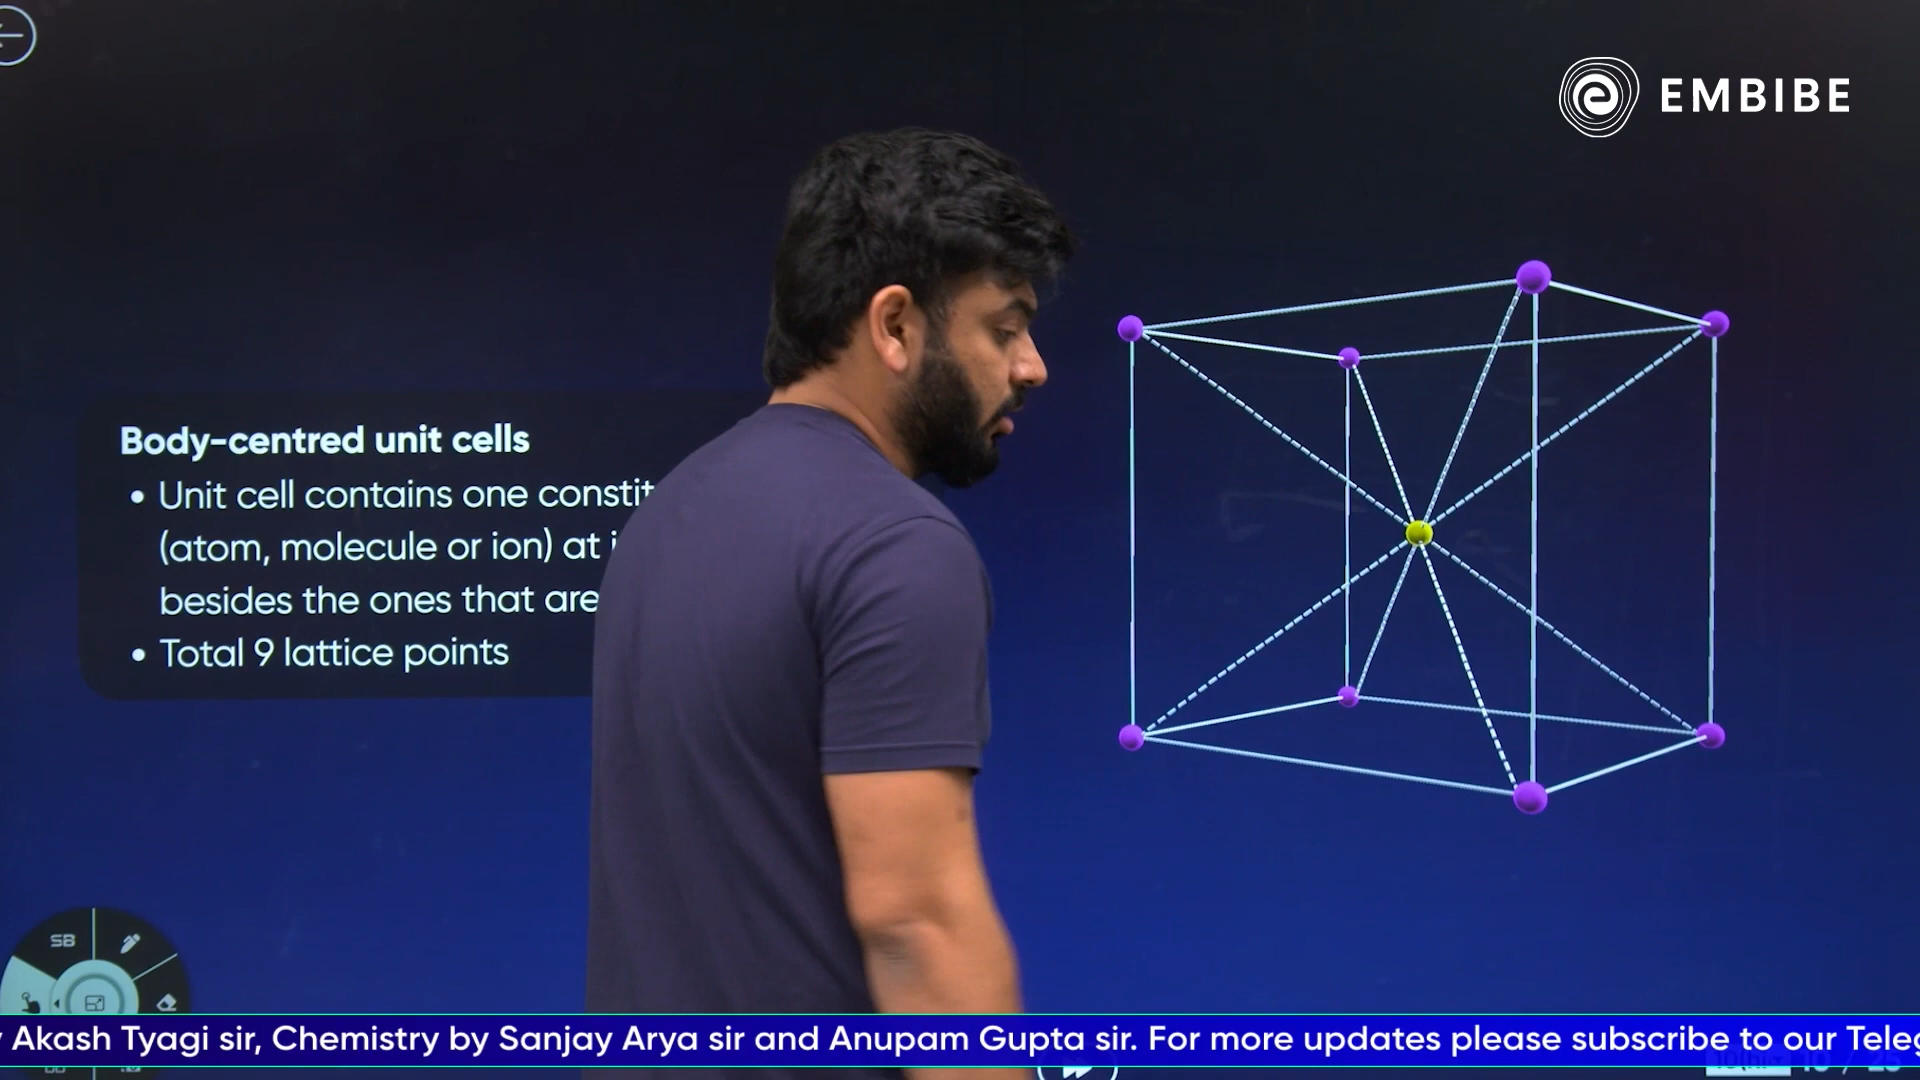 EMBIBE
Body-centred unit cells
• Unit cell contains one
(atom, molecule or ion) at
besides the ones that are
• Total 9 lattice points
SB
Akash Tyagi sir, Chemistry by Sanjay Arya sir and Anupam Gupta sir. For more updates please subscribe to our